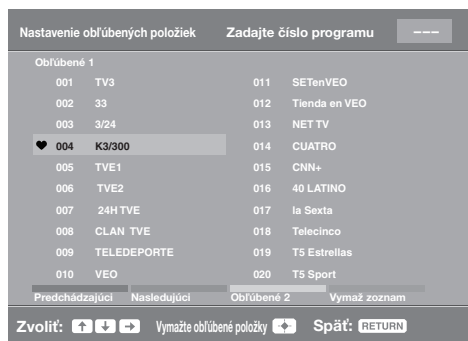 Nastavenie obľúbených položiek Zadajte číslo programu –––
Obľúbené 1
001 TV3 011 SETenVEO
002 33 012 Tienda en VEO
003 3/24 013 NET TV
004 K3/300 014 CUATRO
005 TVE1 015 CNN+
006 TVE2 016 40 LATINO
007 24H TVE 017 la Sexta
008 CLAN TVE 018 Telecinco
009 TELEDEPORTE 019 T5 Estrellas
010 VEO 020 T5 Sport
Predchádzajúci Nasledujúci Obľúbené 2 Vymaž zoznam
Zvoliť: Vymažte obľúbené položky Späť: RETURN